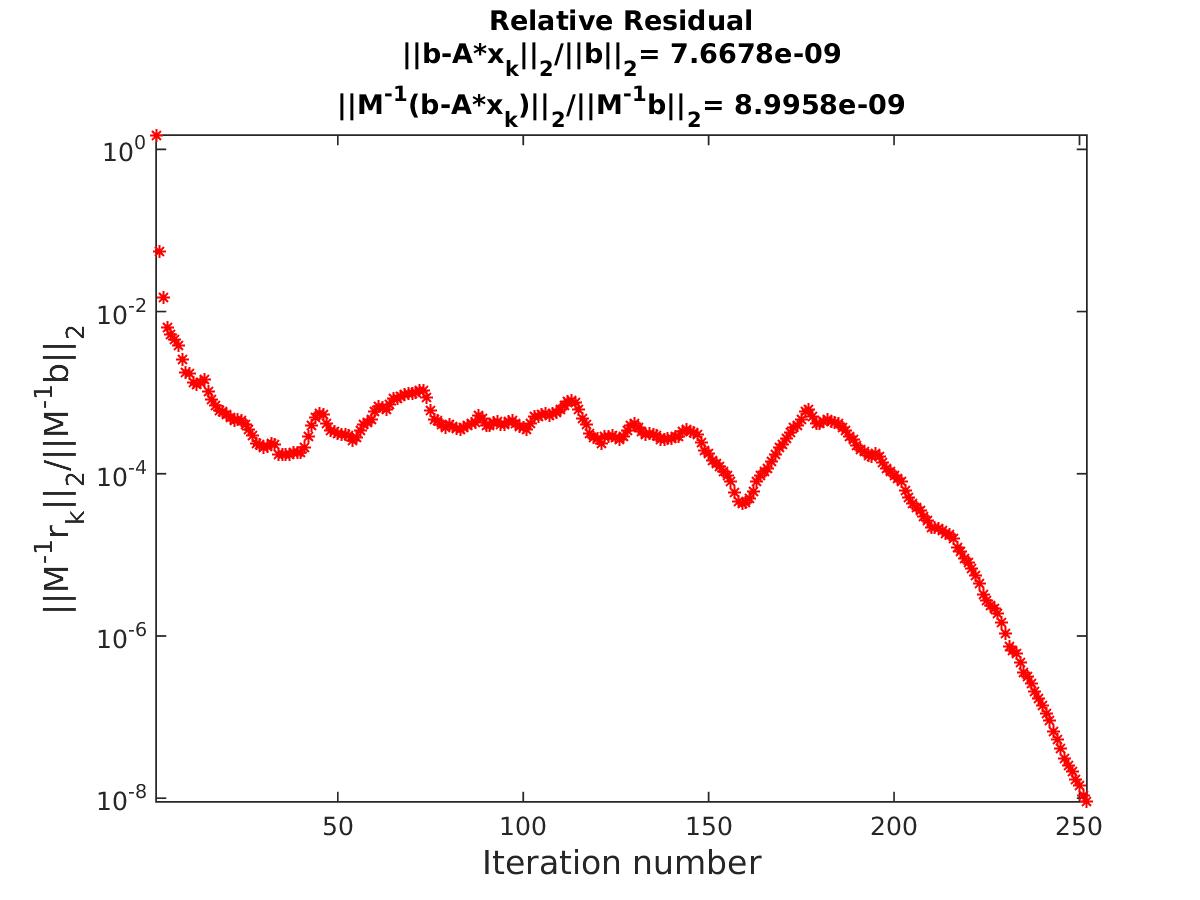 Relative Residual
||b-A*x_k||_2/||b||_2= 7.6678e-09
||M^-1(b-A*x_k)||_2/||M^-1b||_2= 8.9958e-09
10^0
10^-2
10^-4
10^-6
10^-8
||M^-1r_k||_2/||M^-1b||_2
50 100 150 200 250
Iteration number